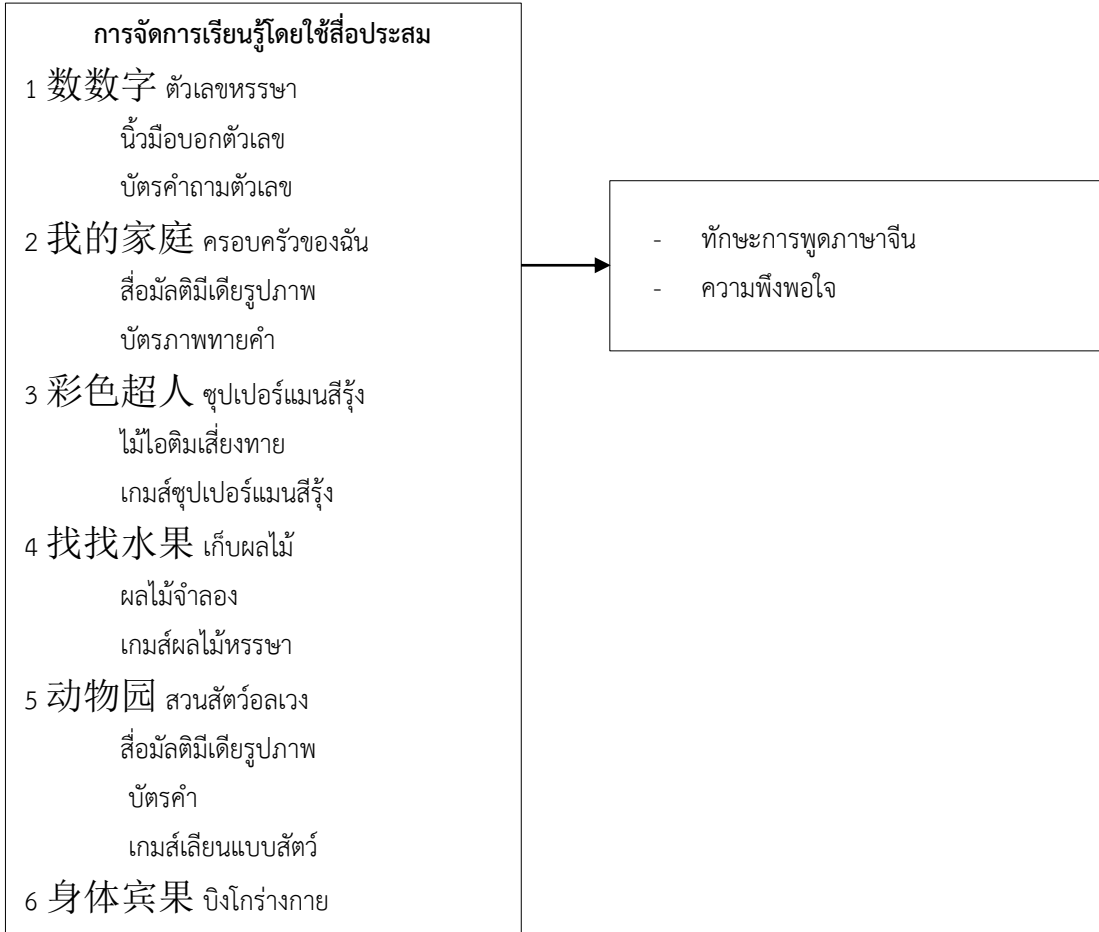 การจัดการเรียนรู้โดยใช้สื่อประสม
1 数数字 ตัวเลขหรรษา
นิ้วมือบอกตัวเลข
บัตรคำถามตัวเลข
2 我的家庭 ครอบครัวของฉัน
สื่อมัลติมีเดียรูปภาพ
บัตรภาพทายคำ
3 彩色超人 ซุปเปอร์แมนสีรุ้ง
ไม้ไอติมเสี่ยงทาย
เกมส์ซุปเปอร์แมนสีรุ้ง
4 找找水果 เก็บผลไม้
ผลไม้จำลอง
เกมส์ผลไม้หรรษา
5 动物园 สวนสัตว์อลเวง
สื่อมัลติมีเดียรูปภาพ
บัตรคำ
เกมส์เลียนแบบสัตว์
6 身体宾果 บิงโกร่างกาย
- ทักษะการพูดภาษาจีน
- ความพึงพอใจ